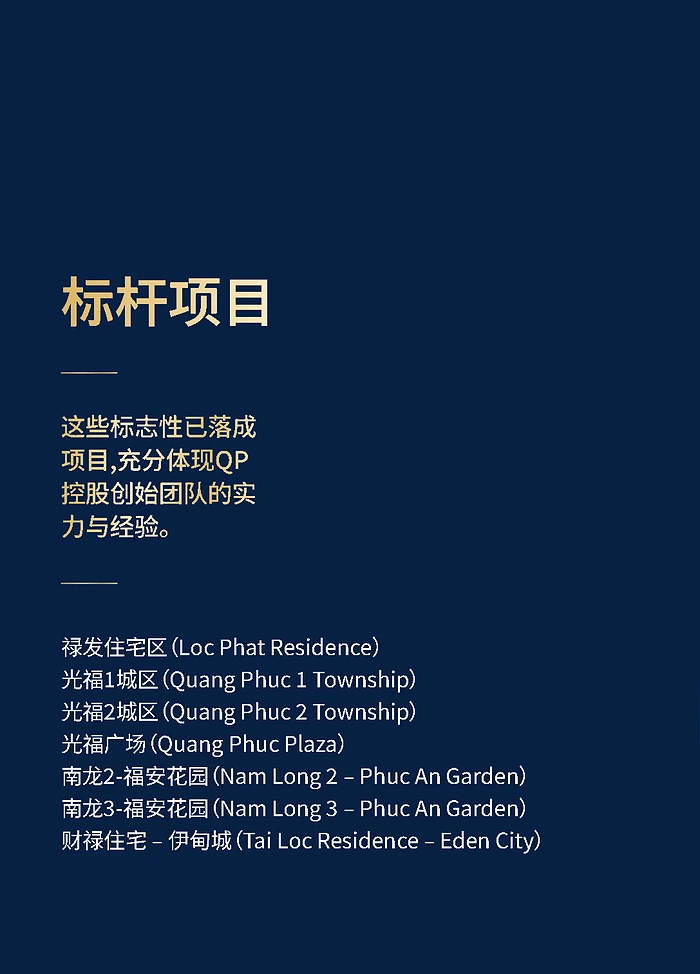 标杆项目
这些标志性已落成
项目,充分体现QP
控股创始团队的实
力与经验。
禄发住宅区(Loc Phat Residence)
光福1城区(Quang Phuc 1 Township)
光福2城区(Quang Phuc 2 Township)
光福广场(Quang Phuc Plaza)
南龙2-福安花园(Nam Long 2 – Phuc An Garden)
南龙3-福安花园(Nam Long 3 – Phuc An Garden)
财禄住宅 – 伊甸城(Tai Loc Residence – Eden City)